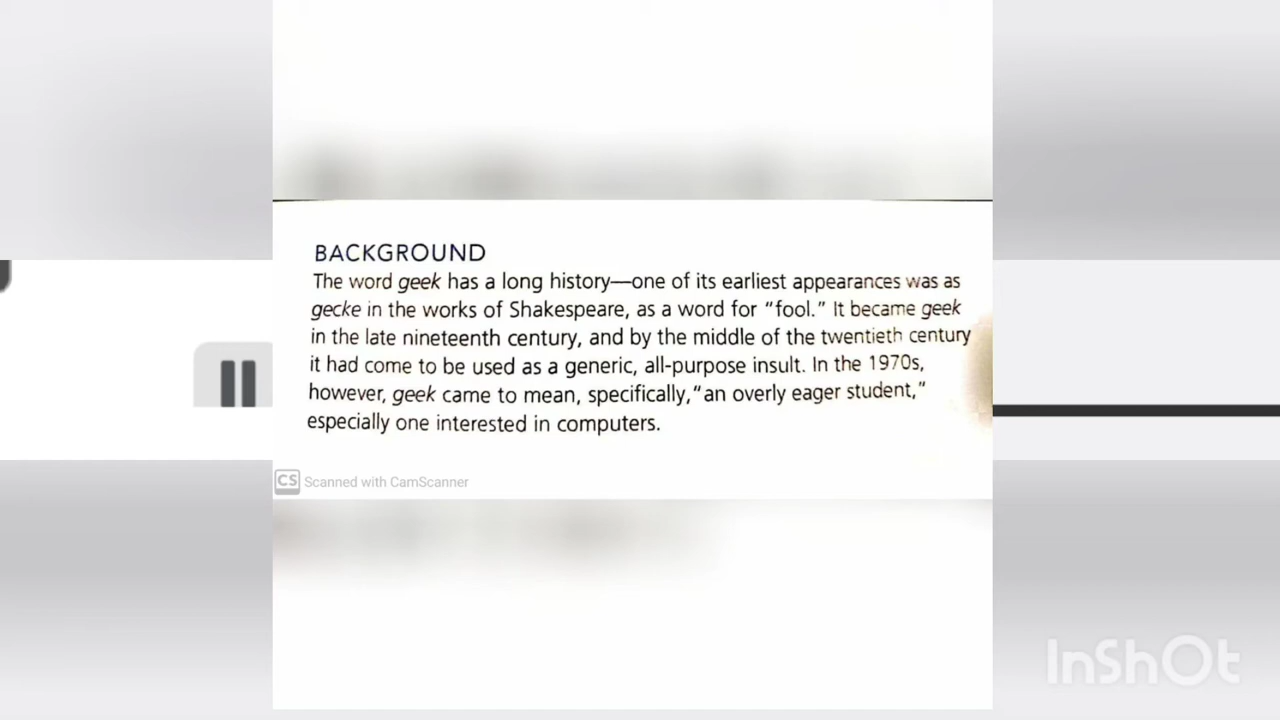 BACKGROUND
The word geek has a long history—one of its earliest appearances was as
gecke in the works of Shakespeare, as a word for "fool." It became geek
in the late nineteenth century, and by the middle of the twentieth century
it had come to be used as a generic, all-purpose insult. In the 1970s,
however, geek came to mean, specifically, "an overly eager student,"
especially one interested in computers.
CS Scanned with CamScanner
InShOt